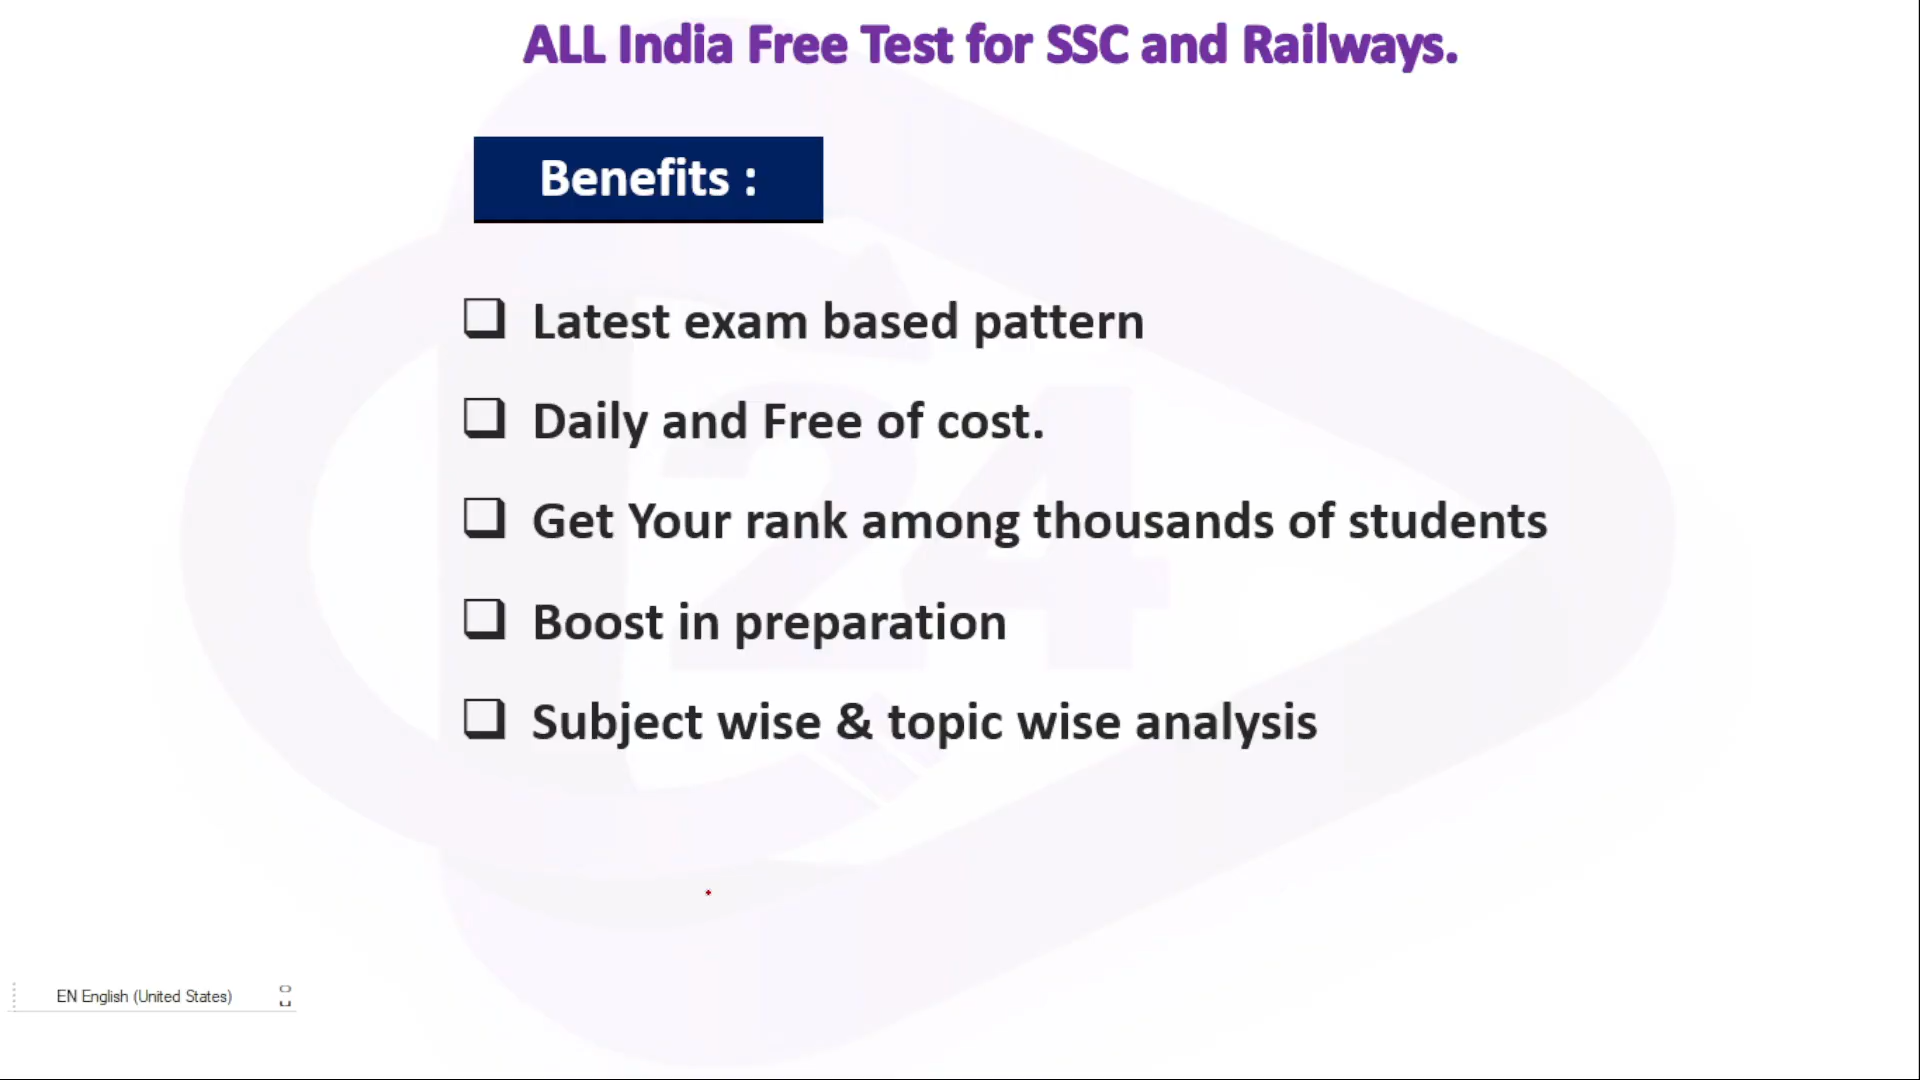 ALL India Free Test for SSC and Railways.
Benefits :
Latest exam based pattern
Daily and Free of cost.
Get Your rank among thousands of students
Boost in preparation
Subject wise & topic wise analysis
24
EN English (United States)